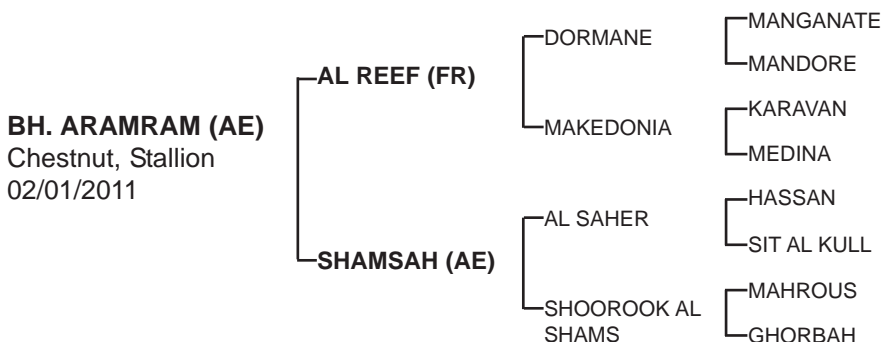 BH. ARAMRAM (AE)
Chestnut, Stallion
02/01/2011
AL REEF (FR)
SHAMSAH (AE)
DORMANE
MAKEDONIA
AL SAHER
SHOOROOK AL
SHAMS
MANGANATE
MANDORE
KARAVAN
MEDINA
HASSAN
SIT AL KULL
MAHROUS
GHORBAH